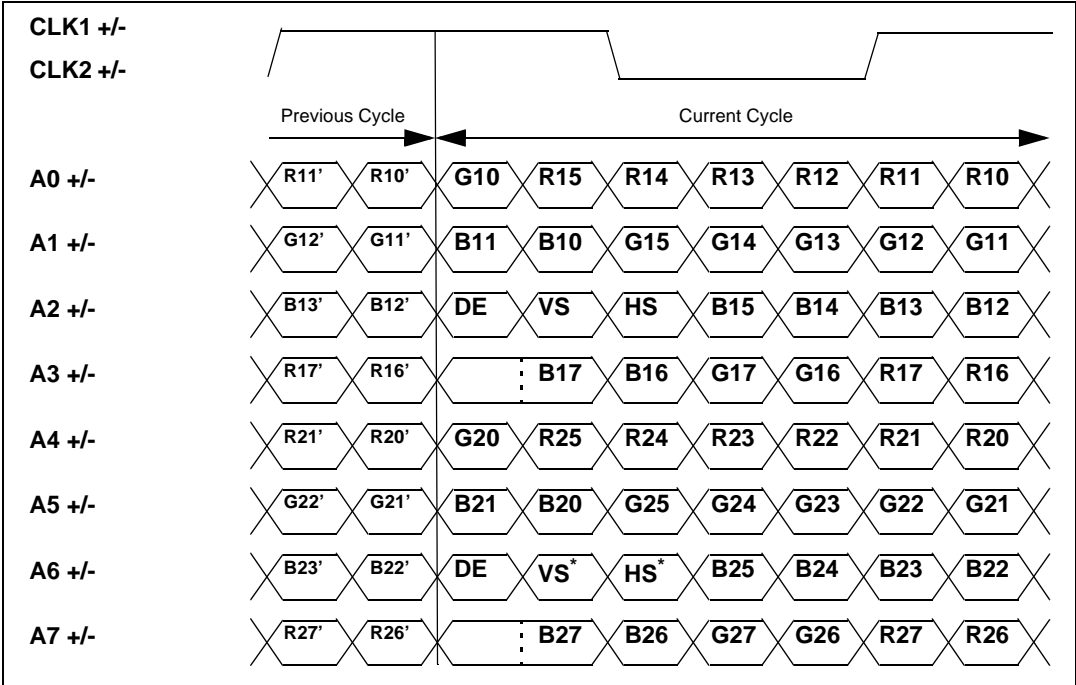 CLK1 +/-
CLK2 +/-
Previous Cycle Current Cycle
A0 +/- R11’ R10’ G10 R15 R14 R13 R12 R11 R10
A1 +/- G12’ G11’ B11 B10 G15 G14 G13 G12 G11
A2 +/- B13’ B12’ DE VS HS B15 B14 B13 B12
A3 +/- R17’ R16’ B17 B16 G17 G16 R17 R16
A4 +/- R21’ R20’ G20 R25 R24 R23 R22 R21 R20
A5 +/- G22’ G21’ B21 B20 G25 G24 G23 G22 G21
A6 +/- B23’ B22’ DE VS* HS* B25 B24 B23 B22
A7 +/- R27’ R26’ B27 B26 G27 G26 R27 R26